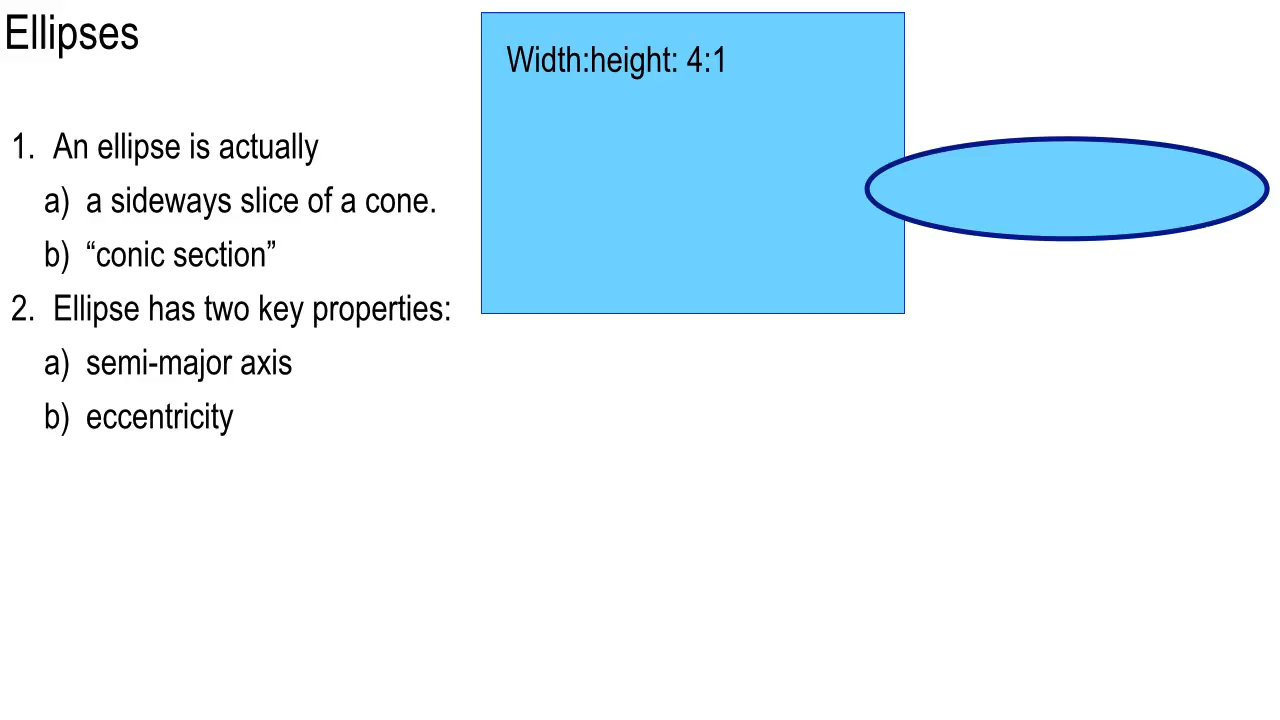 Ellipses
Width:height: 4:1
1. An ellipse is actually
a) a sideways slice of a cone.
b) “conic section”
2. Ellipse has two key properties:
a) semi-major axis
b) eccentricity